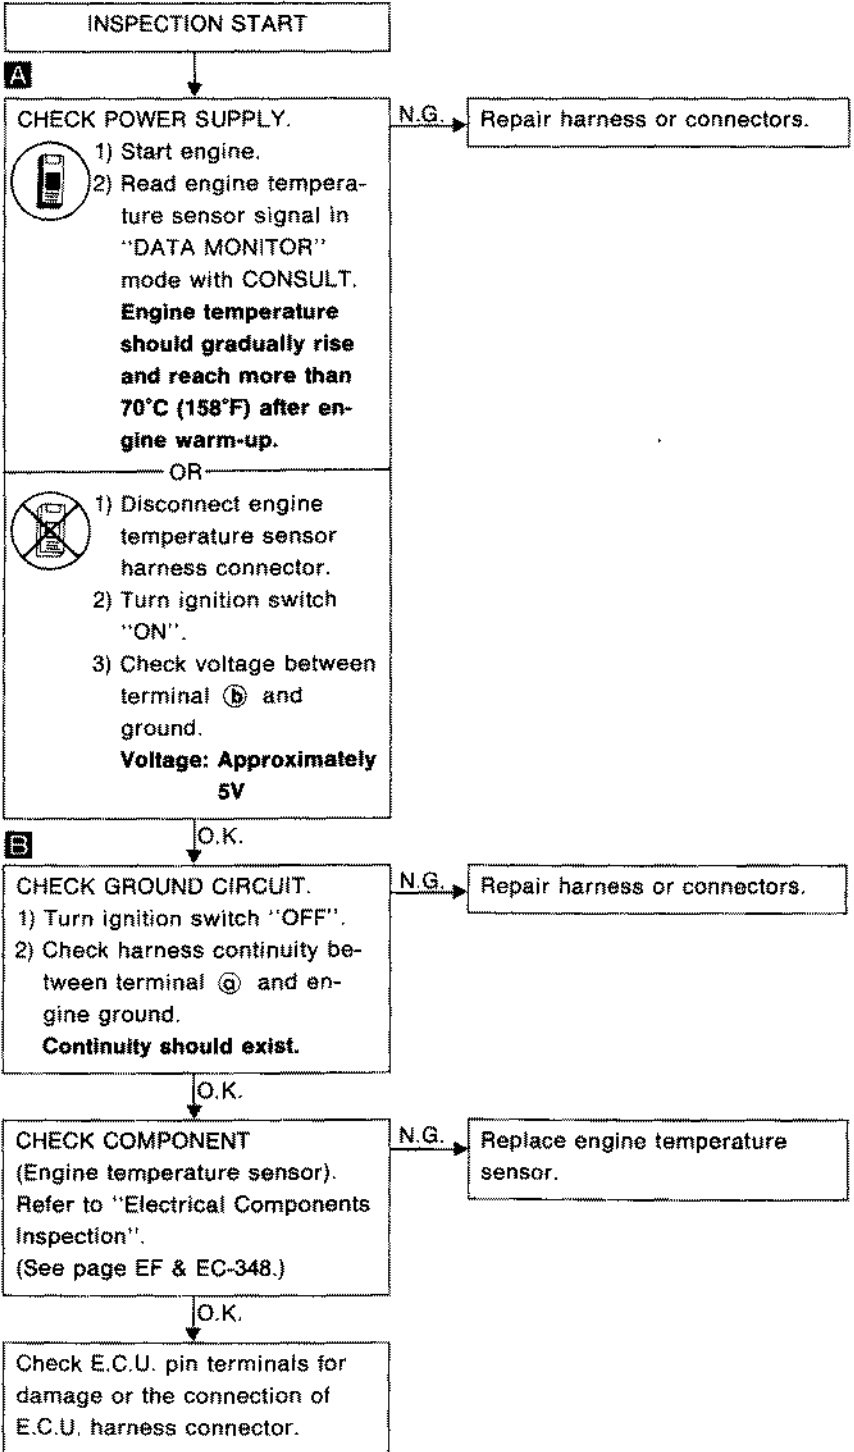 INSPECTION START
A
CHECK POWER SUPPLY.
N.G.
Repair harness or connectors.
1) Start engine.
2) Read engine tempera-
ture sensor signal in
"DATA MONITOR"
mode with CONSULT.
Engine temperature
should gradually rise
and reach more than
70°C (158°F) after en-
gine warm-up.
OR
1) Disconnect engine
temperature sensor
harness connector.
2) Turn ignition switch
"ON".
3) Check voltage between
terminal ⓑ and
ground.
Voltage: Approximately
5V
O.K.
B
CHECK GROUND CIRCUIT.
N.G.
Repair harness or connectors.
1) Turn ignition switch "OFF".
2) Check harness continuity be-
tween terminal ⓐ and en-
gine ground.
Continuity should exist.
O.K.
CHECK COMPONENT
N.G.
Replace engine temperature
sensor.
(Engine temperature sensor).
Refer to "Electrical Components
Inspection".
(See page EF & EC-348.)
O.K.
Check E.C.U. pin terminals for
damage or the connection of
E.C.U. harness connector.